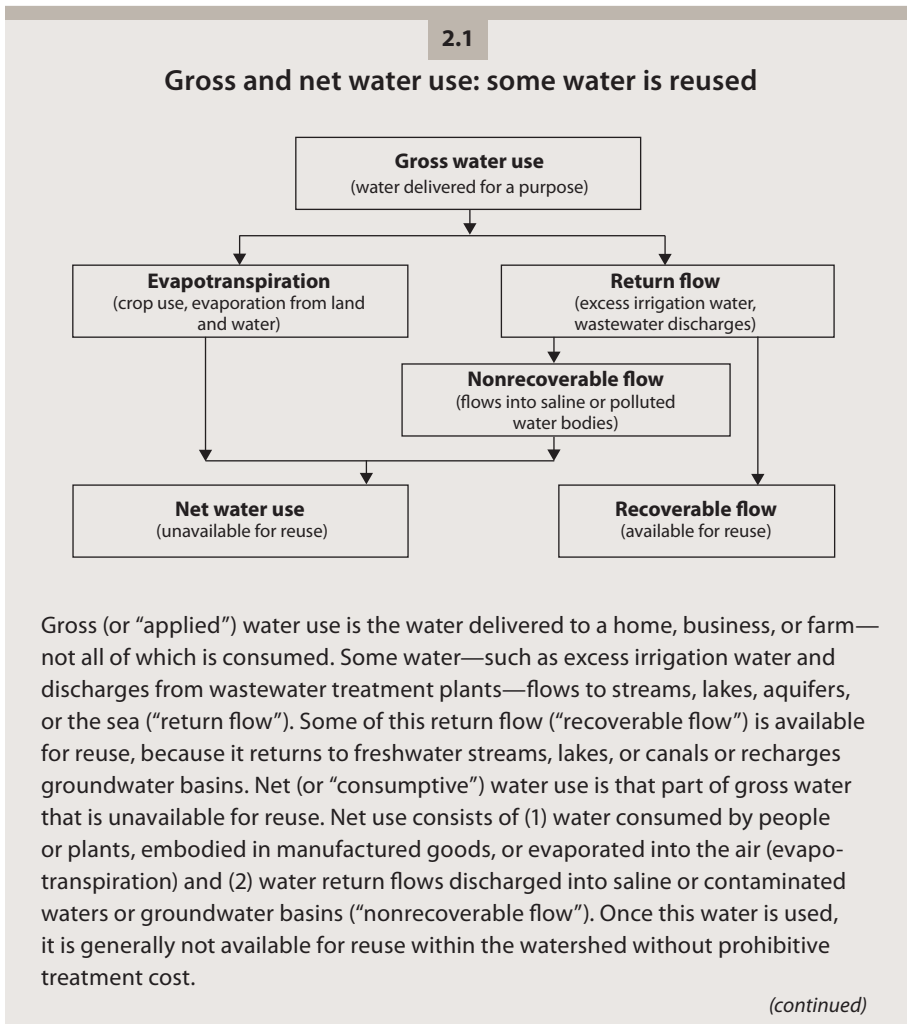 2.1
Gross and net water use: some water is reused
Gross water use
(water delivered for a purpose)
Evapotranspiration
(crop use, evaporation from land
and water)
Return flow
(excess irrigation water,
wastewater discharges)
Nonrecoverable flow
(flows into saline or polluted
water bodies)
Net water use
(unavailable for reuse)
Recoverable flow
(available for reuse)
Gross (or “applied”) water use is the water delivered to a home, business, or farm—
not all of which is consumed. Some water—such as excess irrigation water and
discharges from wastewater treatment plants—flows to streams, lakes, aquifers,
or the sea (“return flow”). Some of this return flow (“recoverable flow”) is available
for reuse, because it returns to freshwater streams, lakes, or canals or recharges
groundwater basins. Net (or “consumptive”) water use is that part of gross water
that is unavailable for reuse. Net use consists of (1) water consumed by people
or plants, embodied in manufactured goods, or evaporated into the air (evapo-
transpiration) and (2) water return flows discharged into saline or contaminated
waters or groundwater basins (“nonrecoverable flow”). Once this water is used,
it is generally not available for reuse within the watershed without prohibitive
treatment cost.
(continued)